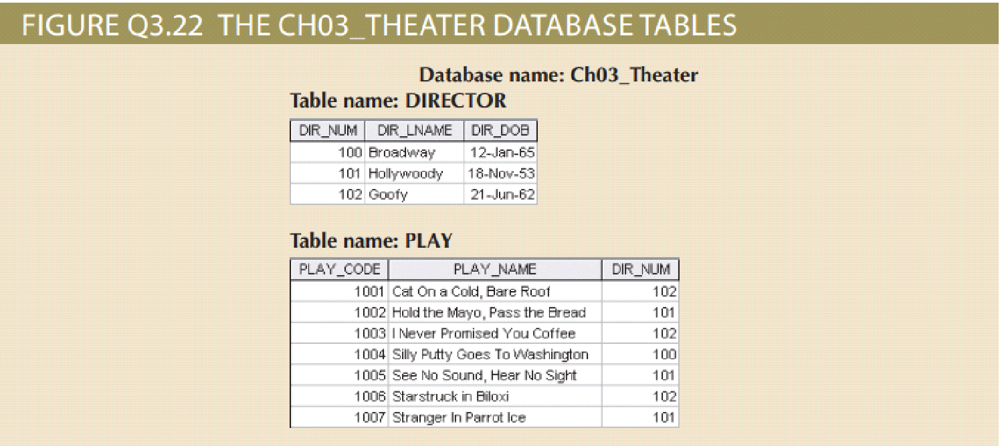 FIGURE Q3.22 THE CH03_THEATER DATABASE TABLES
Database name: Ch03_Theater
Table name: DIRECTOR
DIR_NUM DIR_LNAME DIR_DOB
100 Broadway 12-Jan-65
101 Hollywoody 18-Nov-53
102 Goofy 21-Jun-62
Table name: PLAY
PLAY_CODE PLAY_NAME DIR_NUM
1001 Cat On a Cold, Bare Roof 102
1002 Hold the Mayo, Pass the Bread 101
1003 I Never Promised You Coffee 102
1004 Silly Putty Goes To Washington 100
1005 See No Sound, Hear No Sight 101
1006 Starstruck in Biloxi 102
1007 Stranger In Parrot Ice 101